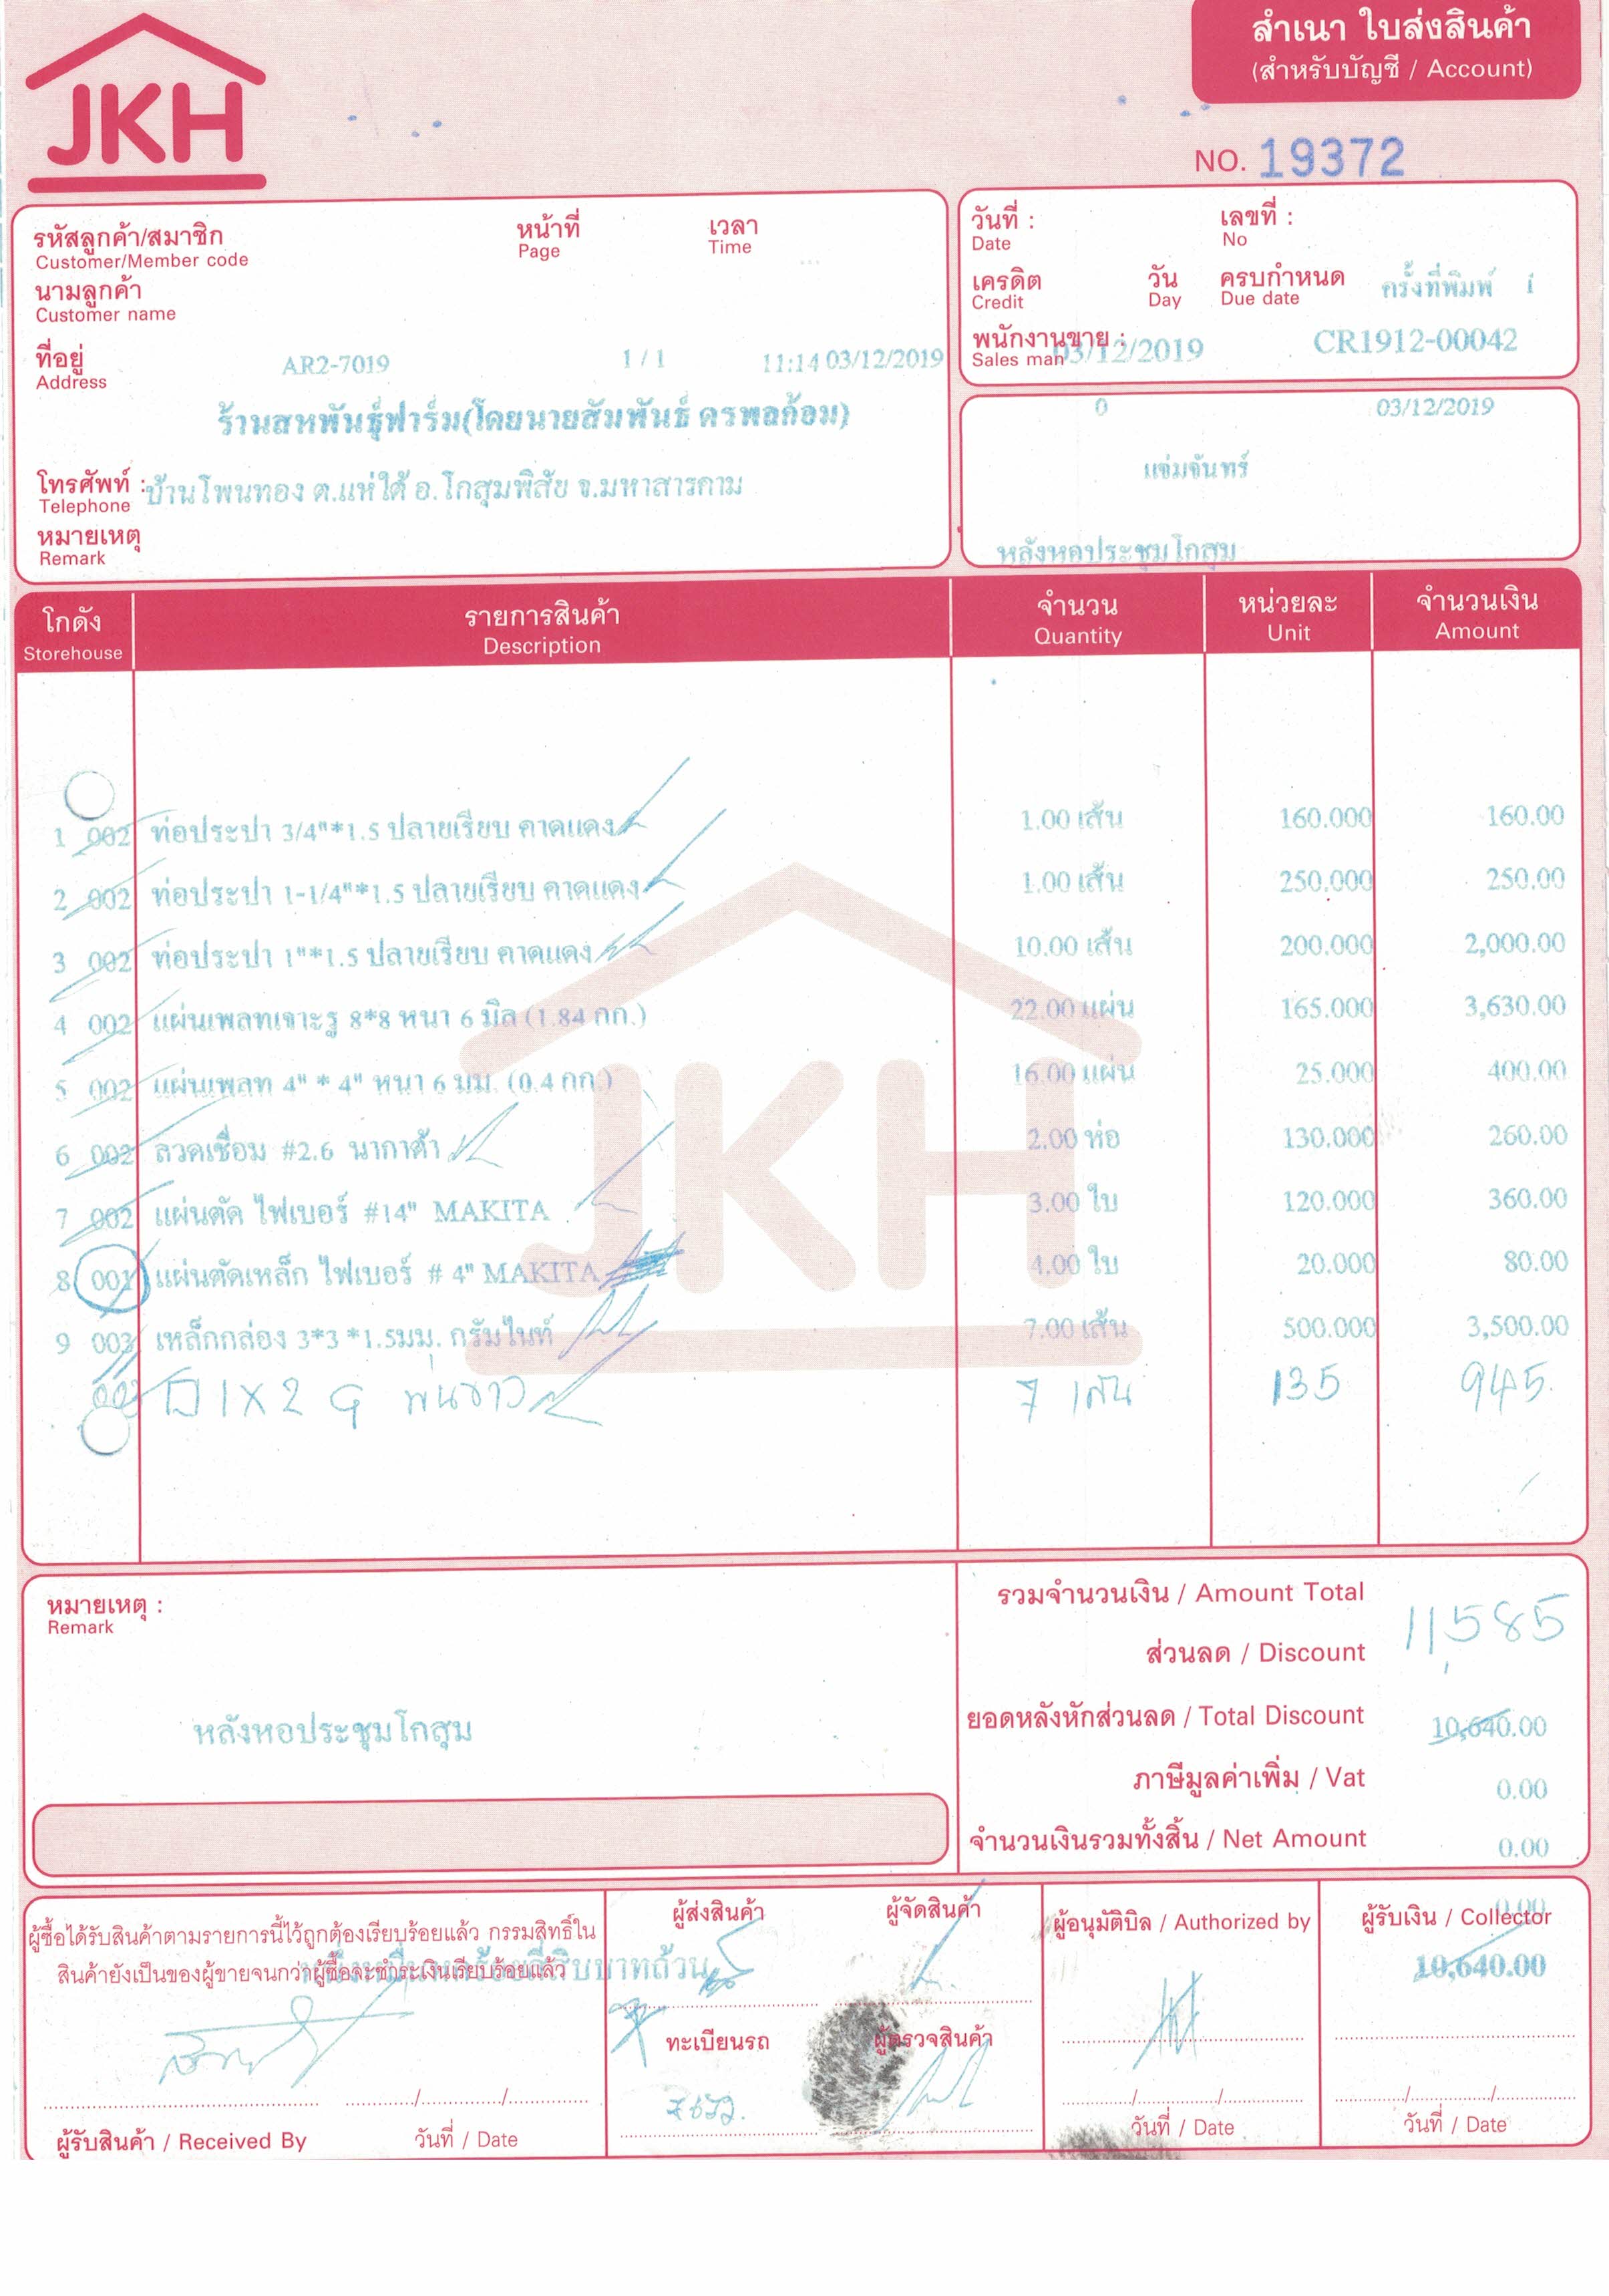 JKH
สำเนา ใบส่งสินค้า
(สำหรับบัญชี / Account)
NO. 19372
รหัสลูกค้า/สมาชิก หน้าที่ เวลา
Customer/Member code Page Time
นามลูกค้า
Customer name
ที่อยู่ AR2-7019 1 / 1 11:14 03/12/2019
Address
ร้านสหพันธุ์ฟาร์ม(โดยนายสัมพันธ์ ครพลก้อม)
โทรศัพท์ : บ้านโพนทอง ต.แห่ใต้ อ.โกสุมพิสัย จ.มหาสารคาม
Telephone
หมายเหตุ
Remark
วันที่ : เลขที่ :
Date No
เครดิต วัน ครบกำหนด ครั้งที่พิมพ์ 1
Credit Day Due date
พนักงานขาย : 03/12/2019 CR1912-00042
Sales man
0 03/12/2019
แช่มจันทร์
หลังหอประชุมโกสุม
โกดัง รายการสินค้า จำนวน หน่วยละ จำนวนเงิน
Storehouse Description Quantity Unit Amount
1 002 ท่อประปา 3/4"*1.5 ปลายเรียบ คาดแดง 1.00 เส้น 160.000 160.00
2 002 ท่อประปา 1-1/4"*1.5 ปลายเรียบ คาดแดง 1.00 เส้น 250.000 250.00
3 002 ท่อประปา 1"*1.5 ปลายเรียบ คาดแดง 10.00 เส้น 200.000 2,000.00
4 002 แผ่นเพลทเจาะรู 8*8 หนา 6 มิล (1.84 กก.) 22.00 แผ่น 165.000 3,630.00
5 002 แผ่นเพลท 4" * 4" หนา 6 มม. (0.4 กก.) 16.00 แผ่น 25.000 400.00
6 002 ลวดเชื่อม #2.6 นากาต้า 2.00 ห่อ 130.000 260.00
7 002 แผ่นตัด ไฟเบอร์ #14" MAKITA 3.00 ใบ 120.000 360.00
8 001 แผ่นตัดเหล็ก ไฟเบอร์ # 4" MAKITA 4.00 ใบ 20.000 80.00
9 003 เหล็กกล่อง 3*3 *1.5มม. กรัมไนท์ 7.00 เส้น 500.000 3,500.00
002 1X2 พ่นขาว 7 เส้น 135 945.
หมายเหตุ :
Remark
หลังหอประชุมโกสุม
รวมจำนวนเงิน / Amount Total 11,585
ส่วนลด / Discount
ยอดหลังหักส่วนลด / Total Discount 10,640.00
ภาษีมูลค่าเพิ่ม / Vat 0.00
จำนวนเงินรวมทั้งสิ้น / Net Amount 0.00
0.00
10,640.00
ผู้ซื้อได้รับสินค้าตามรายการนี้ไว้ถูกต้องเรียบร้อยแล้ว กรรมสิทธิ์ใน
สินค้ายังเป็นของผู้ขายจนกว่าผู้ซื้อจะชำระเงินเรียบร้อยแล้ว
ผู้รับสินค้า / Received By วันที่ / Date
ผู้ส่งสินค้า ผู้จัดสินค้า
ทะเบียนรถ ผู้ตรวจสินค้า
ผู้อนุมัติบิล / Authorized by
วันที่ / Date
ผู้รับเงิน / Collector
วันที่ / Date